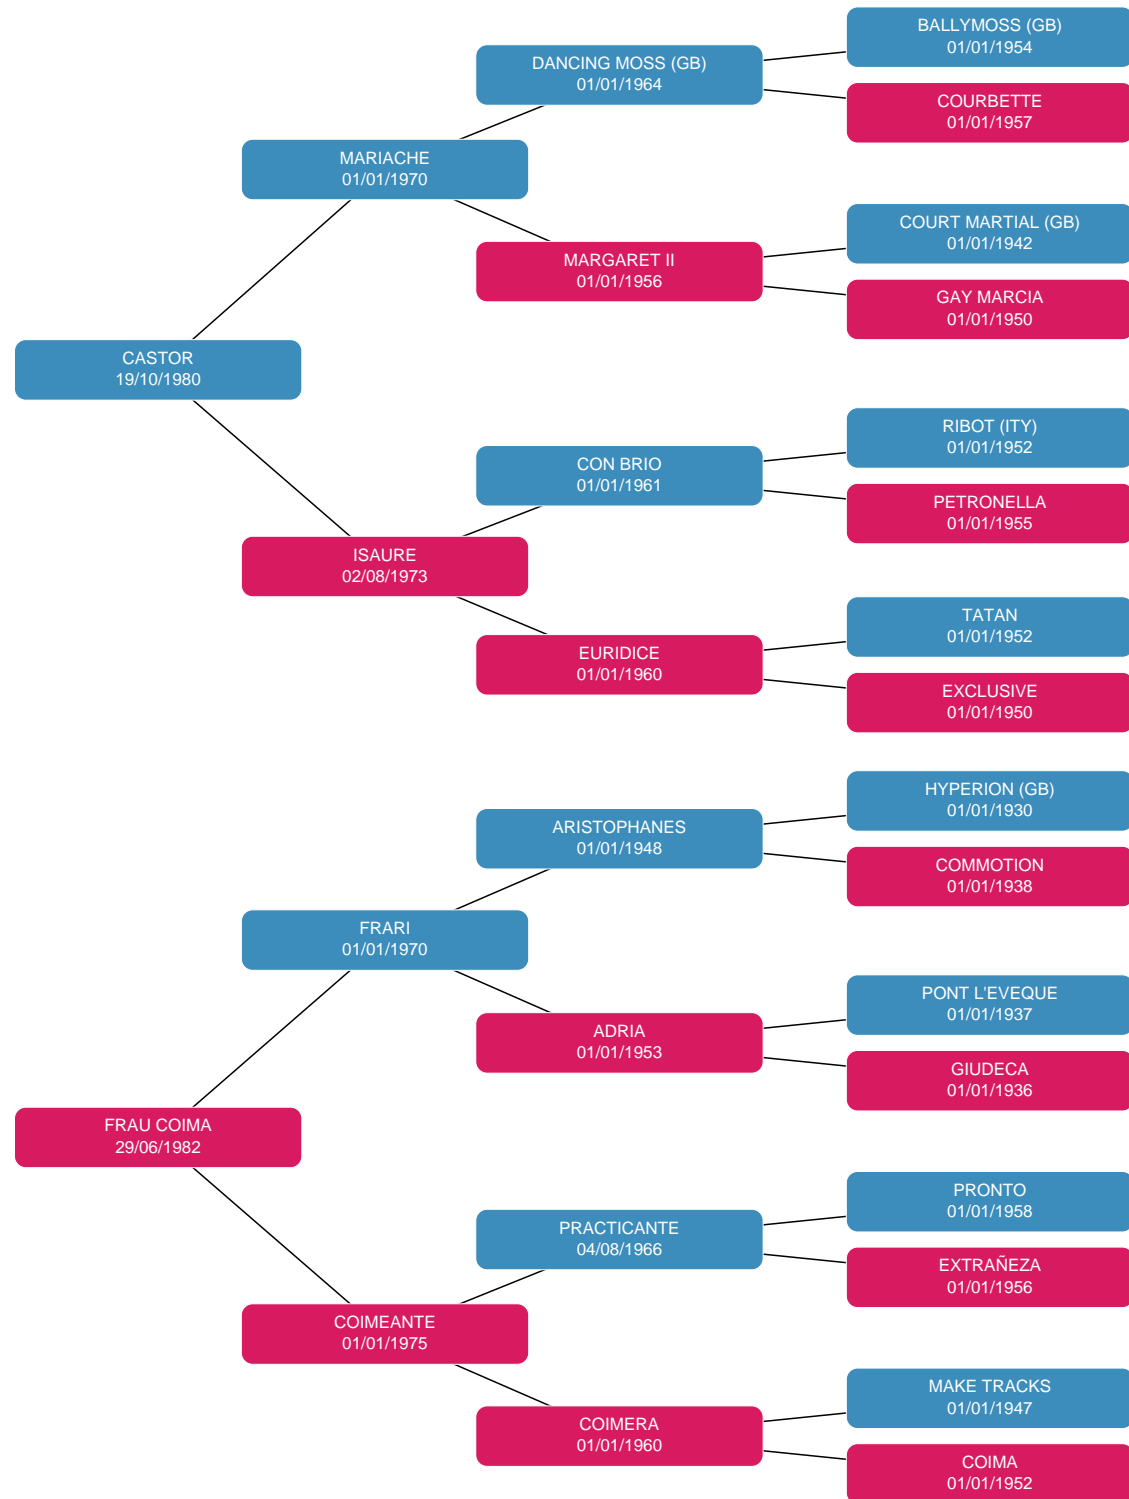 BALLYMOSS (GB)
01/01/1954
DANCING MOSS (GB)
01/01/1964
COURBETTE
01/01/1957
MARIACHE
01/01/1970
COURT MARTIAL (GB)
01/01/1942
MARGARET II
01/01/1956
GAY MARCIA
01/01/1950
CASTOR
19/10/1980
RIBOT (ITY)
01/01/1952
CON BRIO
01/01/1961
PETRONELLA
01/01/1955
ISAURE
02/08/1973
TATAN
01/01/1952
EURIDICE
01/01/1960
EXCLUSIVE
01/01/1950
HYPERION (GB)
01/01/1930
ARISTOPHANES
01/01/1948
COMMOTION
01/01/1938
FRARI
01/01/1970
PONT L'EVEQUE
01/01/1937
ADRIA
01/01/1953
GIUDECA
01/01/1936
FRAU COIMA
29/06/1982
PRONTO
01/01/1958
PRACTICANTE
04/08/1966
EXTRAÑEZA
01/01/1956
COIMEANTE
01/01/1975
MAKE TRACKS
01/01/1947
COIMERA
01/01/1960
COIMA
01/01/1952